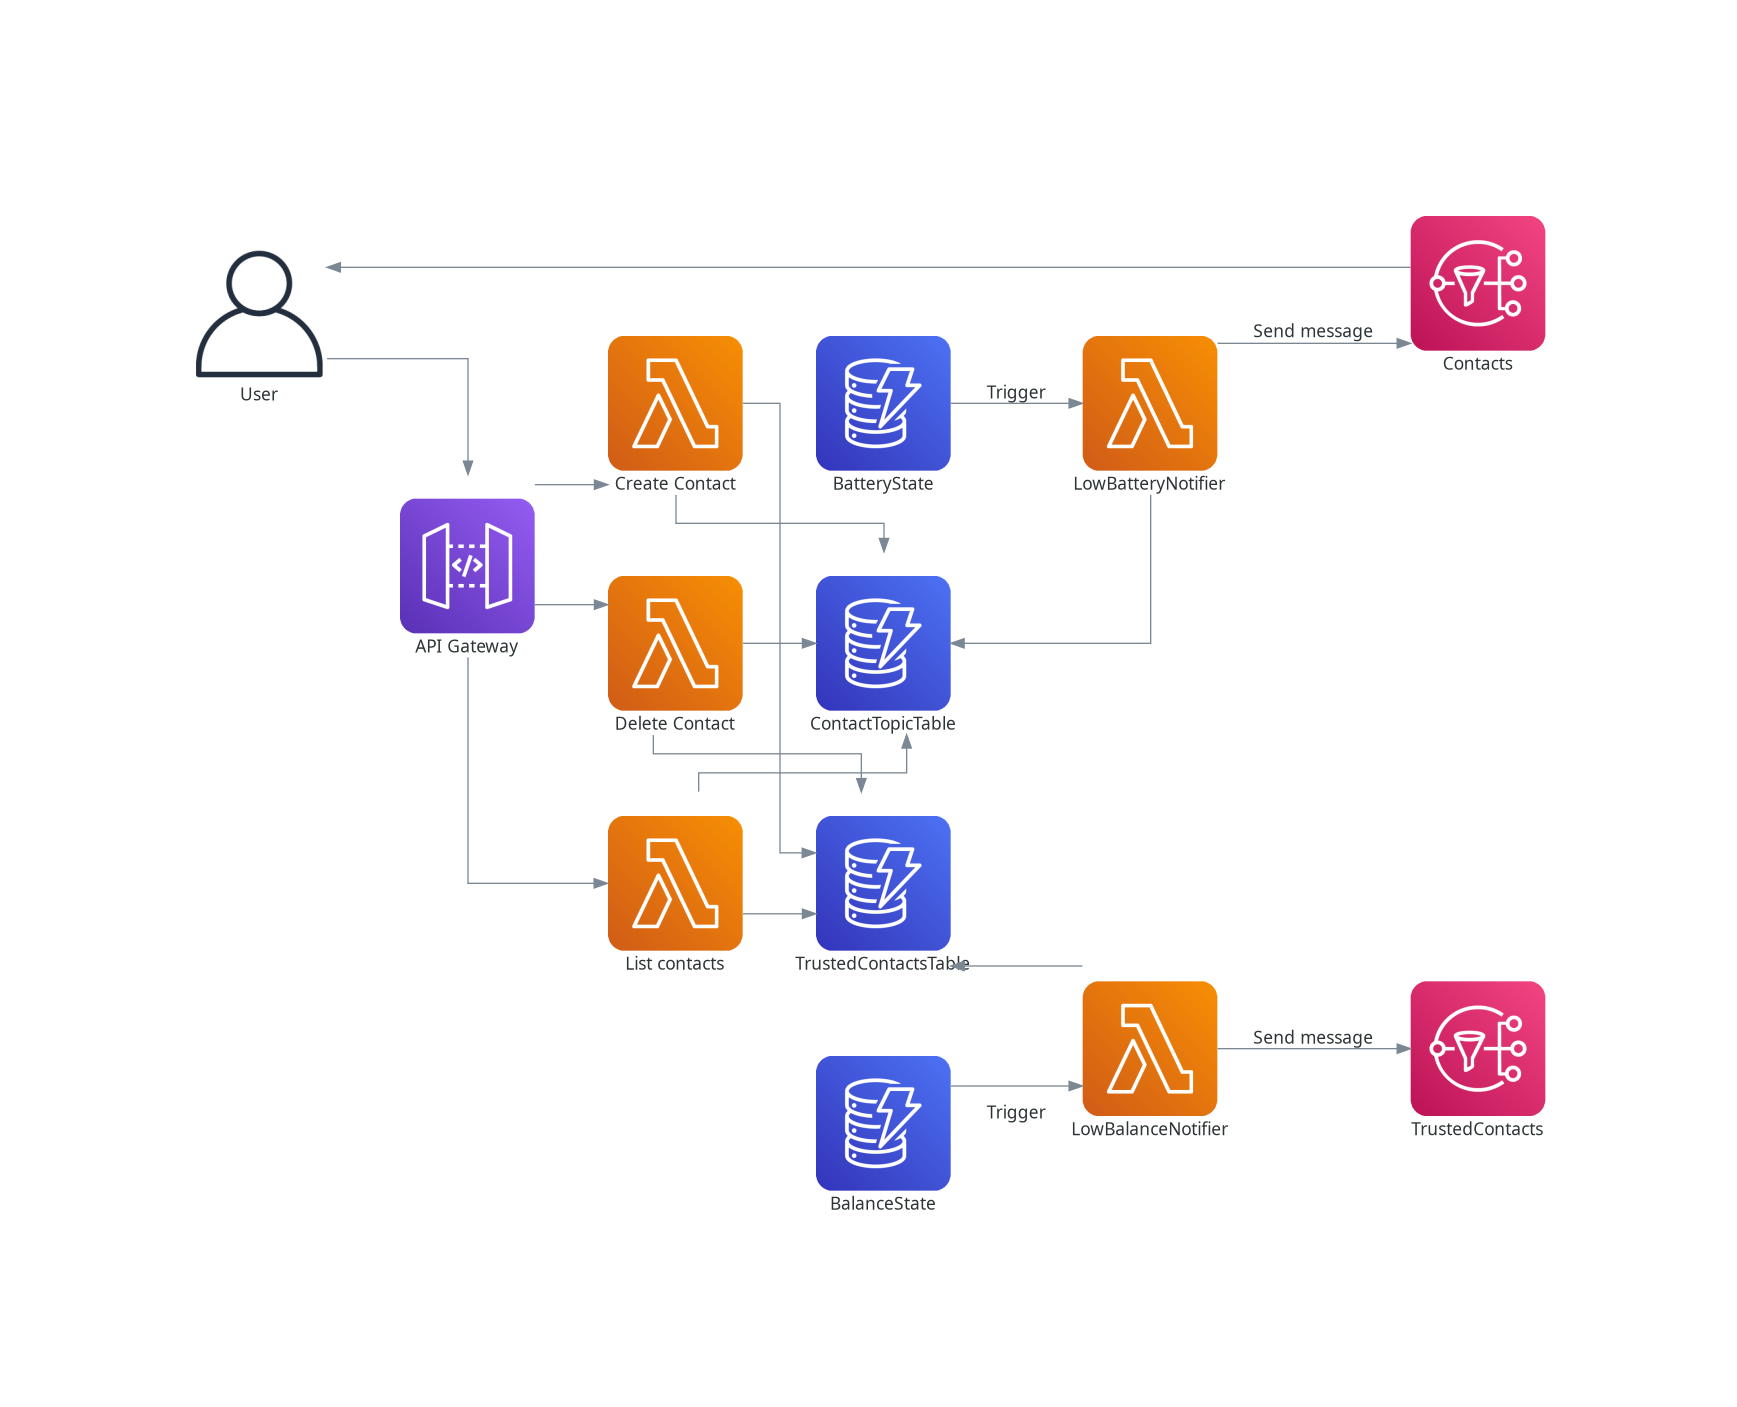 Send message
Contacts
User
Trigger
Create Contact
BatteryState
LowBatteryNotifier
API Gateway
Delete Contact
ContactTopicTable
List contacts
TrustedContactsTable
Send message
Trigger
LowBalanceNotifier
TrustedContacts
BalanceState